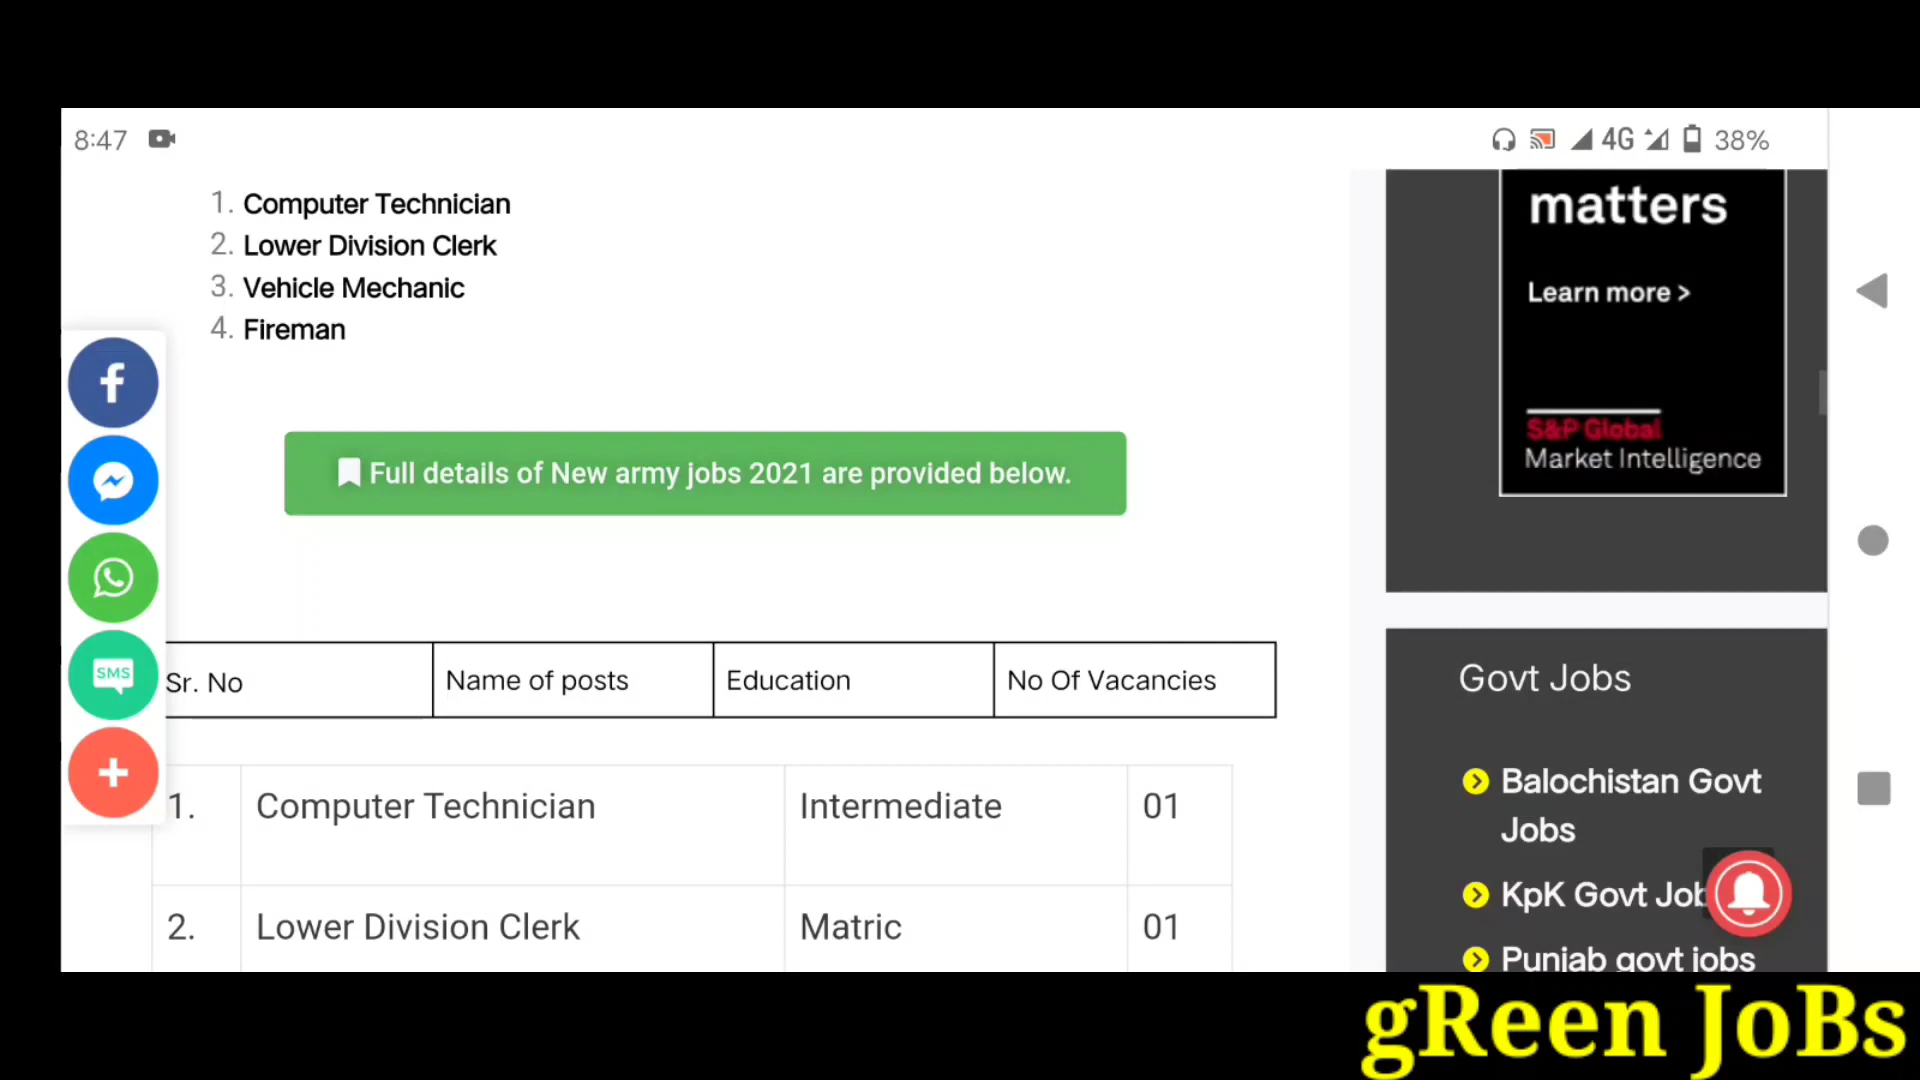 8:47
4G 38%
1. Computer Technician
2. Lower Division Clerk
3. Vehicle Mechanic
4. Fireman
matters
Learn more >
S&P Global
Market Intelligence
Full details of New army jobs 2021 are provided below.
SMS
Sr. No Name of posts Education No Of Vacancies
1. Computer Technician Intermediate 01
2. Lower Division Clerk Matric 01
Govt Jobs
Balochistan Govt
Jobs
KpK Govt Job
Punjab govt jobs
gReen JoBs